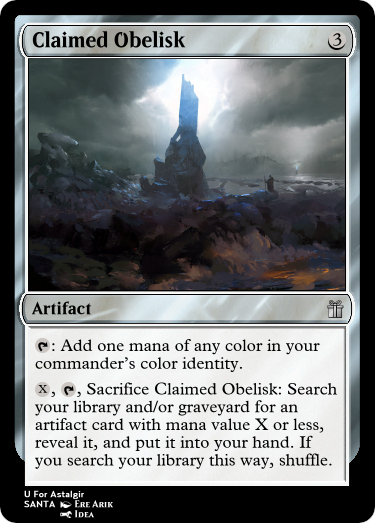 Claimed Obelisk 3
Artifact
: Add one mana of any color in your
commander's color identity.
X, , Sacrifice Claimed Obelisk: Search
your library and/or graveyard for an
artifact card with mana value X or less,
reveal it, and put it into your hand. If
you search your library this way, shuffle.
U For Astalgir
SANTA Ere Arik
Idea